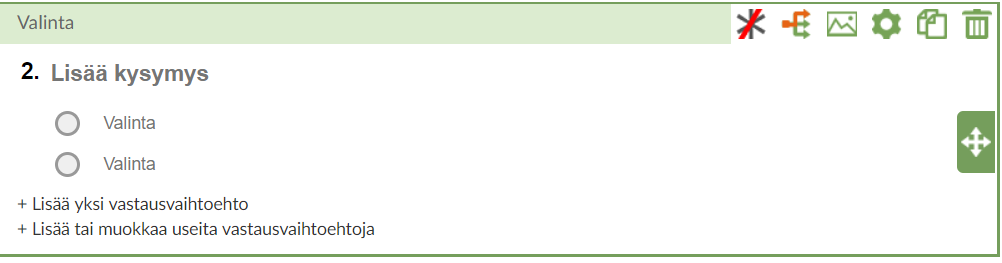 Valinta
2. Lisää kysymys
Valinta
Valinta
+ Lisää yksi vastausvaihtoehto
+ Lisää tai muokkaa useita vastausvaihtoehtoja